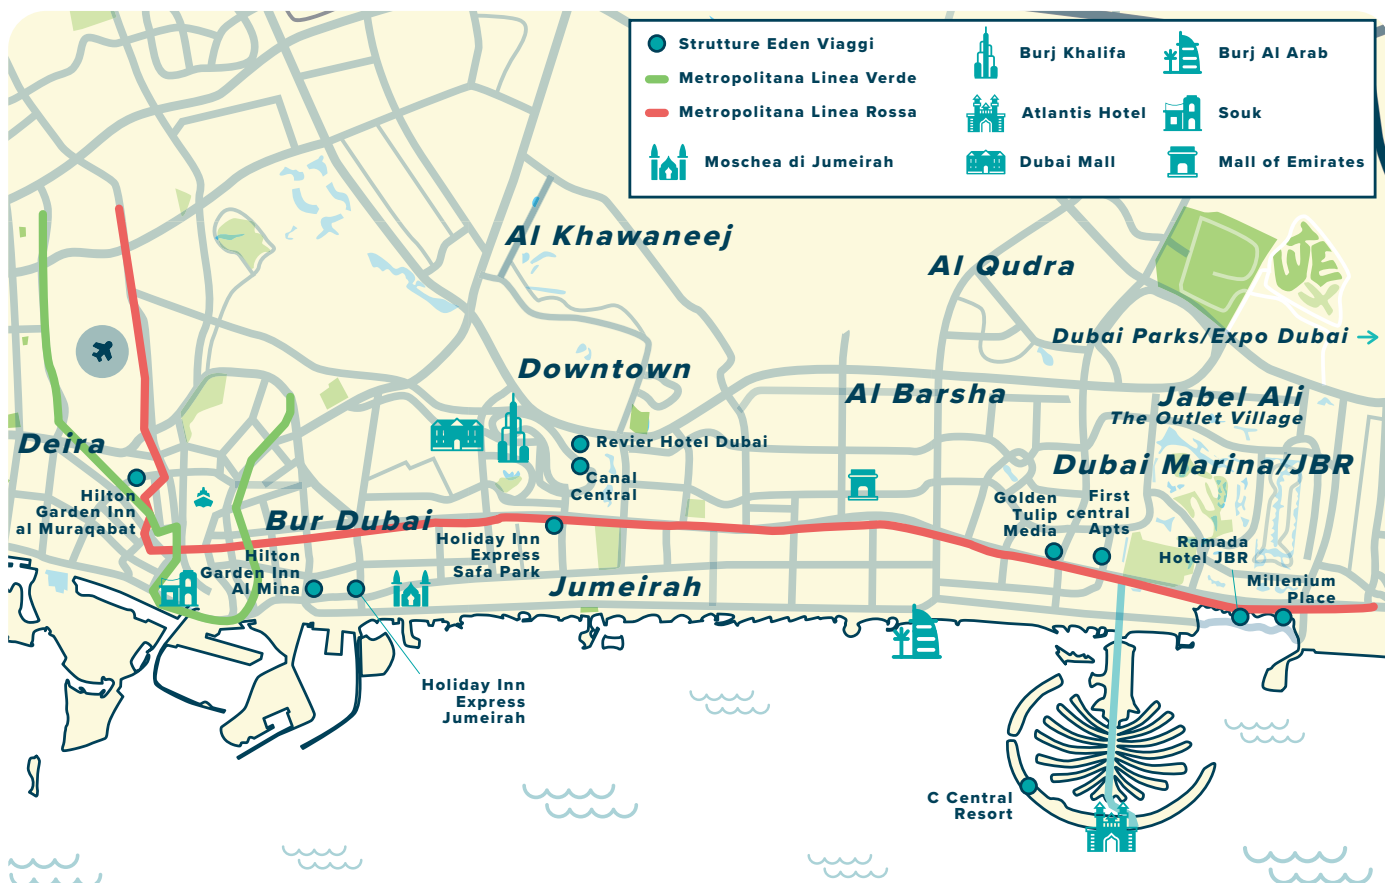 Strutture Eden Viaggi
Metropolitana Linea Verde
Metropolitana Linea Rossa
Moschea di Jumeirah
Burj Khalifa
Atlantis Hotel
Dubai Mall
Burj Al Arab
Souk
Mall of Emirates
Al Khawaneej
Al Qudra
Dubai Parks/Expo Dubai
Downtown
Al Barsha
Jabel Ali
The Outlet Village
Deira
Revier Hotel Dubai
Canal
Central
Dubai Marina/JBR
Hilton
Garden Inn
al Muraqabat
Bur Dubai
Golden
Tulip
Media
First
central
Apts
Holiday Inn
Express
Safa Park
Ramada
Hotel JBR
Hilton
Garden Inn
Al Mina
Jumeirah
Millenium
Place
Holiday Inn
Express
Jumeirah
C Central
Resort